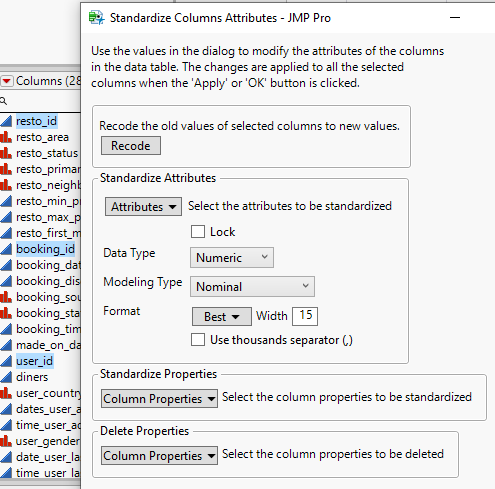 Standardize Columns Attributes - JMP Pro
Use the values in the dialog to modify the attributes of the columns
in the data table. The changes are applied to all the selected
columns when the 'Apply' or 'OK' button is clicked.
Recode the old values of selected columns to new values.
Recode
Standardize Attributes
Attributes Select the attributes to be standardized
Lock
Data Type Numeric
Modeling Type Nominal
Format Best Width 15
Use thousands separator (,)
Standardize Properties
Column Properties Select the column properties to be standardized
Delete Properties
Column Properties Select the column properties to be deleted
Columns (28
resto_id
resto_area
resto_status
resto_primar
resto_neighb
resto_min_pr
resto_max_p
resto_first_m
booking_id
booking_dat
booking_dis
booking_sou
booking_sta
booking_tim
made_on_da
user_id
diners
user_country
dates_user_a
time_user_ac
user_gender
date_user_la
time_user_las